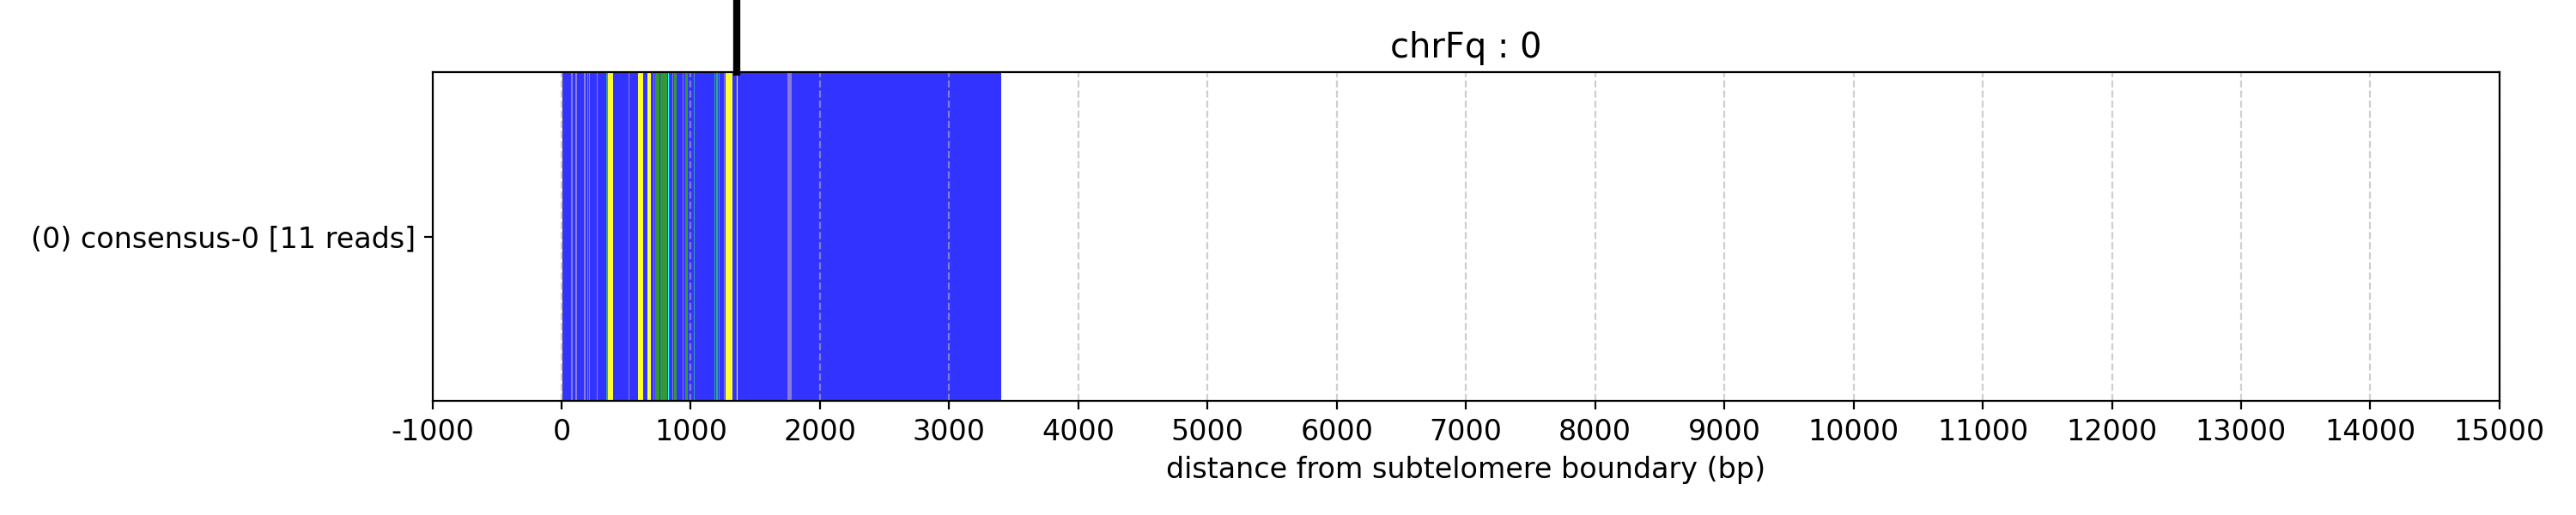 chrFq : 0
(0) consensus-0 [11 reads]
-1000 0 1000 2000 3000 4000 5000 6000 7000 8000 9000 10000 11000 12000 13000 14000 15000
distance from subtelomere boundary (bp)